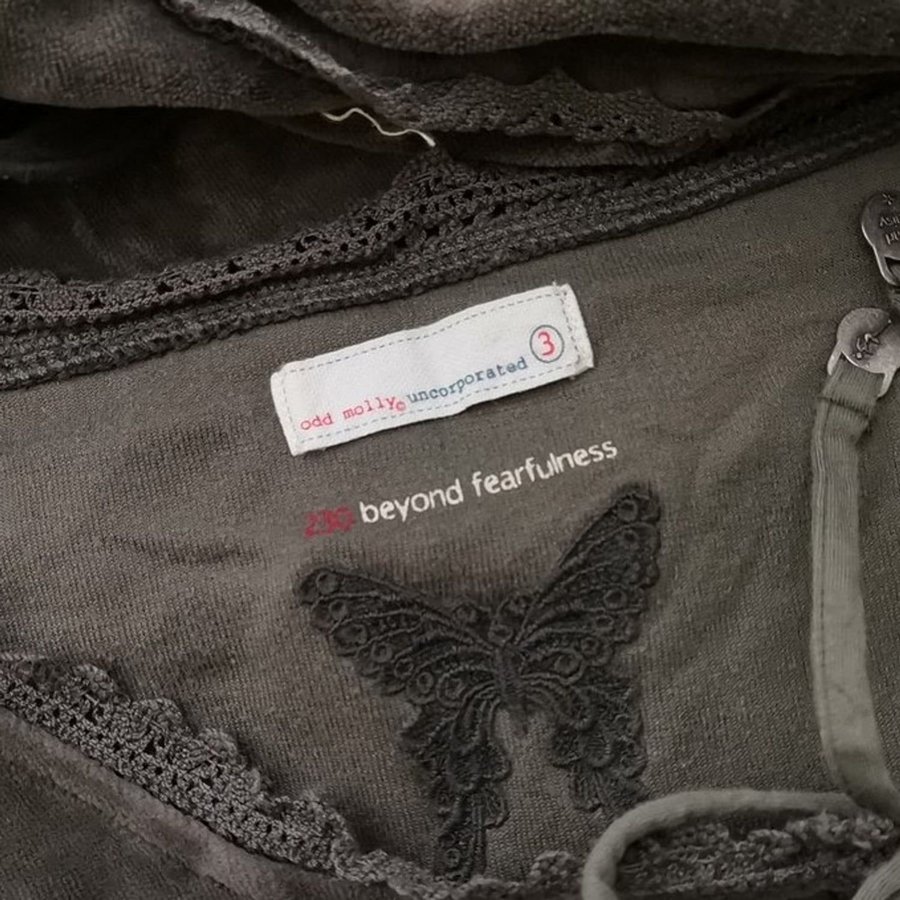 odd molly© uncorporated 3
230 beyond fearfulness